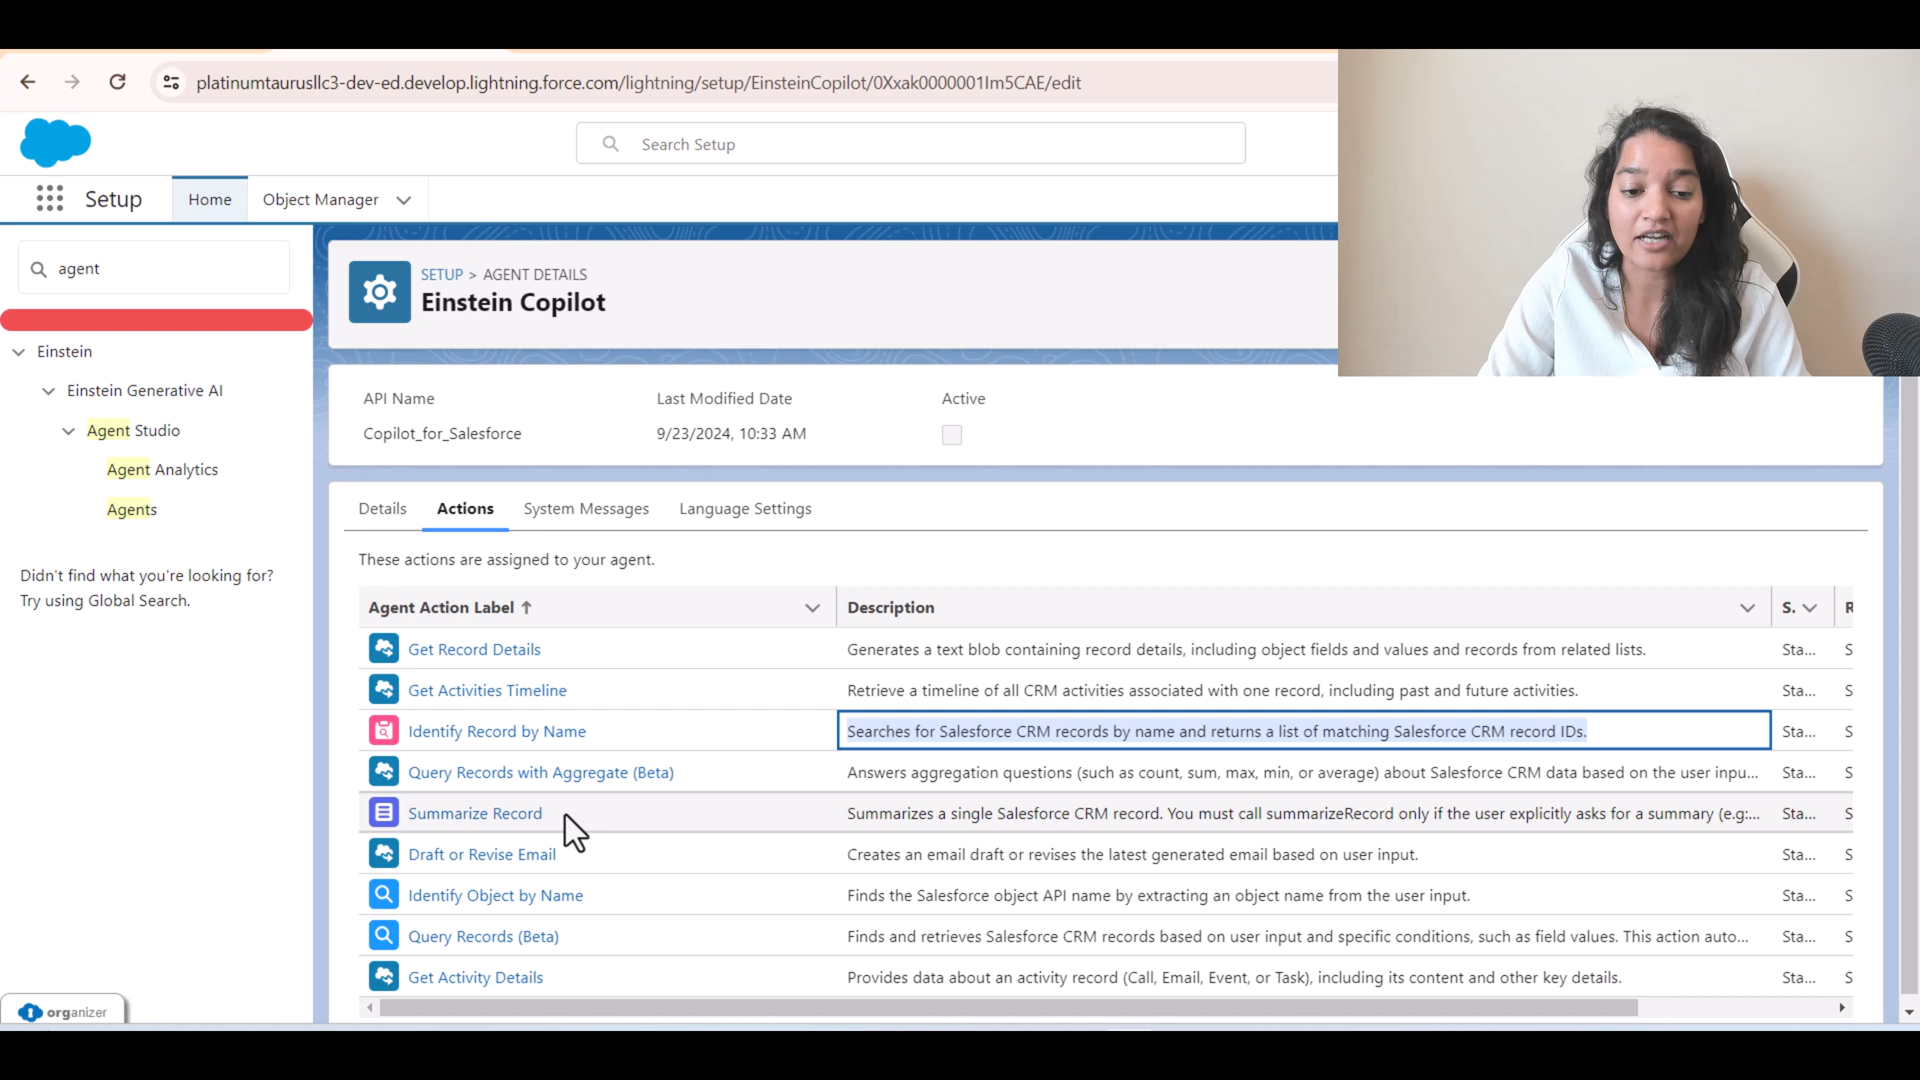 platinumtaurusllc3-dev-ed.develop.lightning.force.com/lightning/setup/EinsteinCopilot/0Xxak0000001Im5CAE/edit
Search Setup
Setup
Home
Object Manager
agent
Einstein
Einstein Generative AI
Agent Studio
Agent Analytics
Agents
Didn't find what you're looking for?
Try using Global Search.
organizer
SETUP > AGENT DETAILS
Einstein Copilot
API Name
Last Modified Date
Active
Copilot_for_Salesforce
9/23/2024, 10:33 AM
Details
Actions
System Messages
Language Settings
These actions are assigned to your agent.
Agent Action Label ↑ Description S. R
Get Record Details Generates a text blob containing record details, including object fields and values and records from related lists. Sta... S
Get Activities Timeline Retrieve a timeline of all CRM activities associated with one record, including past and future activities. Sta... S
Identify Record by Name Searches for Salesforce CRM records by name and returns a list of matching Salesforce CRM record IDs. Sta... S
Query Records with Aggregate (Beta) Answers aggregation questions (such as count, sum, max, min, or average) about Salesforce CRM data based on the user inpu... Sta... S
Summarize Record Summarizes a single Salesforce CRM record. You must call summarizeRecord only if the user explicitly asks for a summary (e.g:... Sta... S
Draft or Revise Email Creates an email draft or revises the latest generated email based on user input. Sta... S
Identify Object by Name Finds the Salesforce object API name by extracting an object name from the user input. Sta... S
Query Records (Beta) Finds and retrieves Salesforce CRM records based on user input and specific conditions, such as field values. This action auto... Sta... S
Get Activity Details Provides data about an activity record (Call, Email, Event, or Task), including its content and other key details. Sta... S